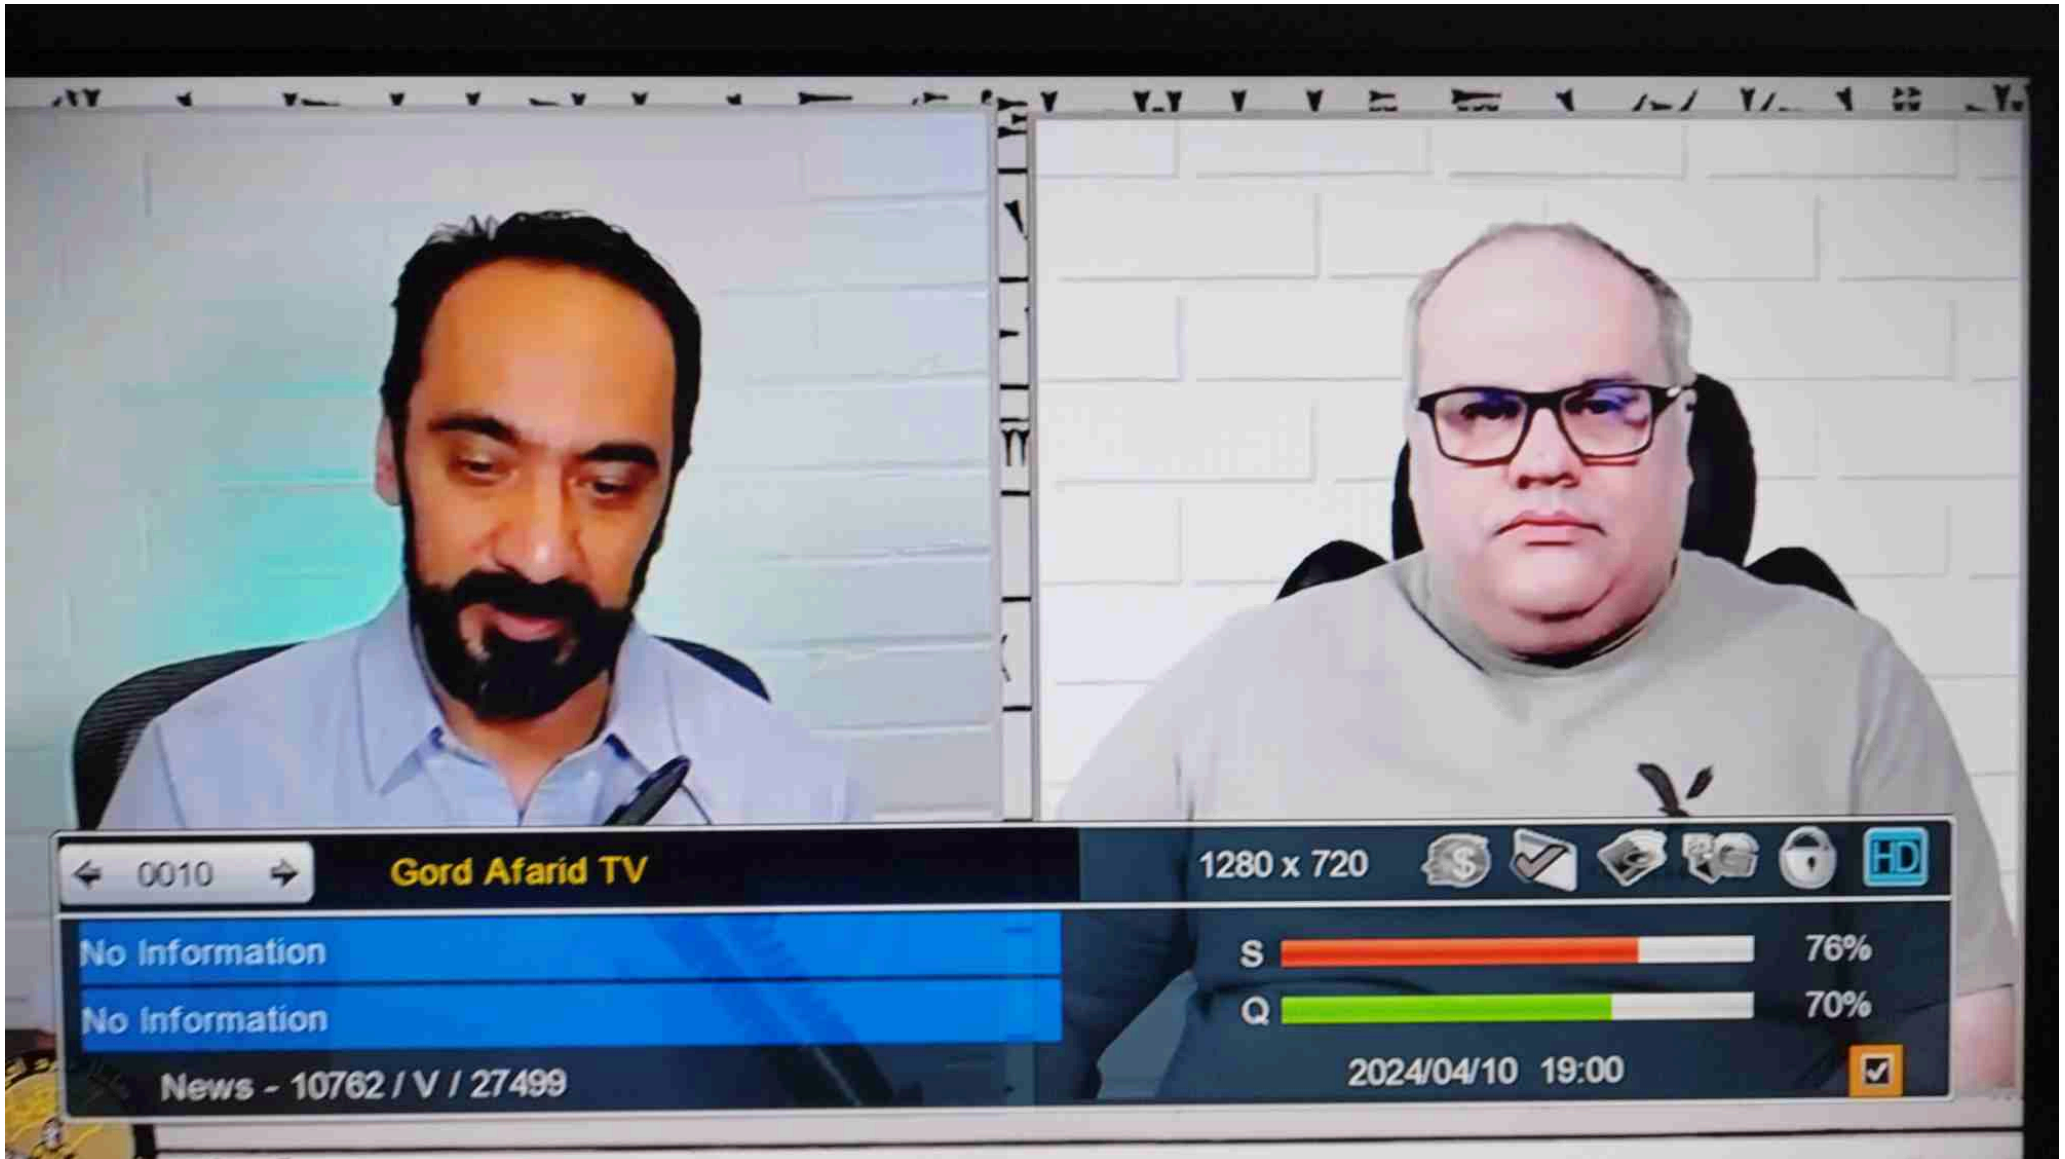 0010
Gord Afarid TV
1280 x 720
HD
No Information
No Information
S 76%
Q 70%
News - 10762 / V / 27499
2024/04/10 19:00